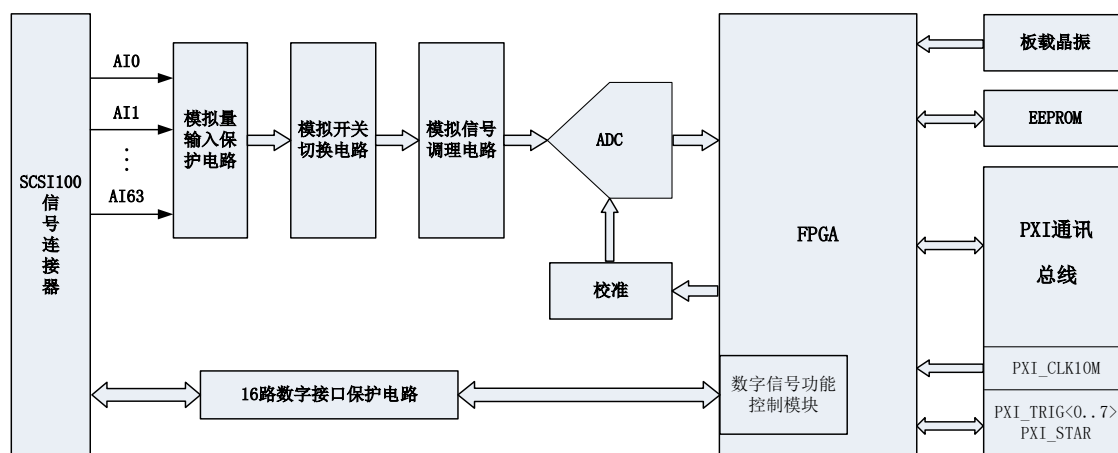 SCSI100
信
号
连
接
器
AI0
AI1
⋮
AI63
模拟量
输入保
护电路
模拟开关
切换电路
模拟信号
调理电路
ADC
校准
16路数字接口保护电路
FPGA
数字信号功能
控制模块
板载晶振
EEPROM
PXI通讯
总线
PXI_CLK10M
PXI_TRIG<0..7>
PXI_STAR